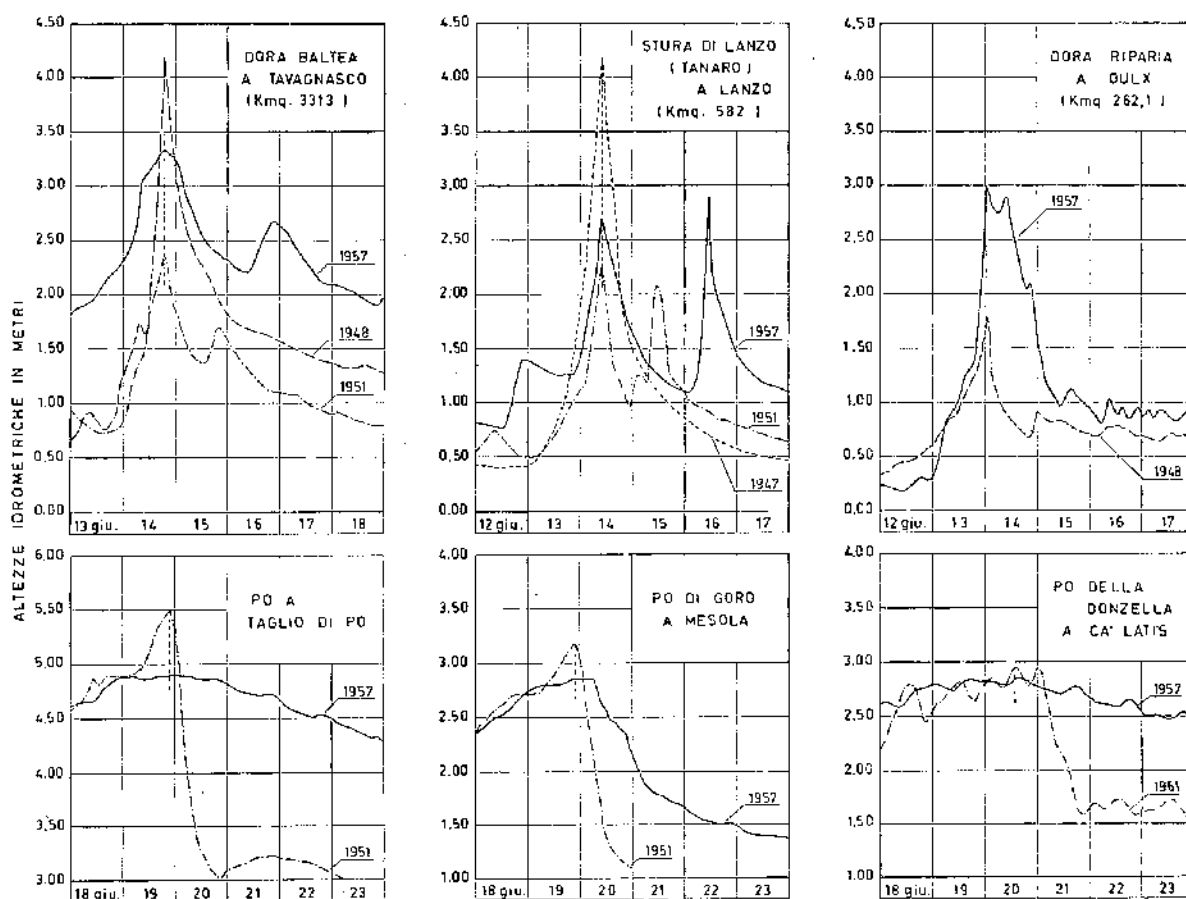 ALTEZZE IDROMETRICHE IN METRI
4.50
4.00
3.50
3.00
2.50
2.00
1.50
1.00
0.50
0.00
DORA BALTEA
A TAVAGNASCO
(Kmq. 3313)
1957
1948
1951
13 giu. 14 15 16 17 18
4.50
4.00
3.50
3.00
2.50
2.00
1.50
1.00
0.50
0.00
STURA DI LANZO
(TANARO)
A LANZO
(Kmq. 582)
1957
1951
1947
12 giu. 13 14 15 16 17
4.50
4.00
3.50
3.00
2.50
2.00
1.50
1.00
0.50
0.00
DORA RIPARIA
A OULX
(Kmq 262,1)
1957
1948
12 giu. 13 14 15 16 17
6.00
5.50
5.00
4.50
4.00
3.50
3.00
PO A
TAGLIO DI PO
1957
1951
18 giu. 19 20 21 22 23
4.00
3.50
3.00
2.50
2.00
1.50
1.00
PO DI GORO
A MESOLA
1957
1951
18 giu. 19 20 21 22 23
4.00
3.50
3.00
2.50
2.00
1.50
1.00
PO DELLA
DONZELLA
A CA' LATIS
1957
1951
18 giu. 19 20 21 22 23